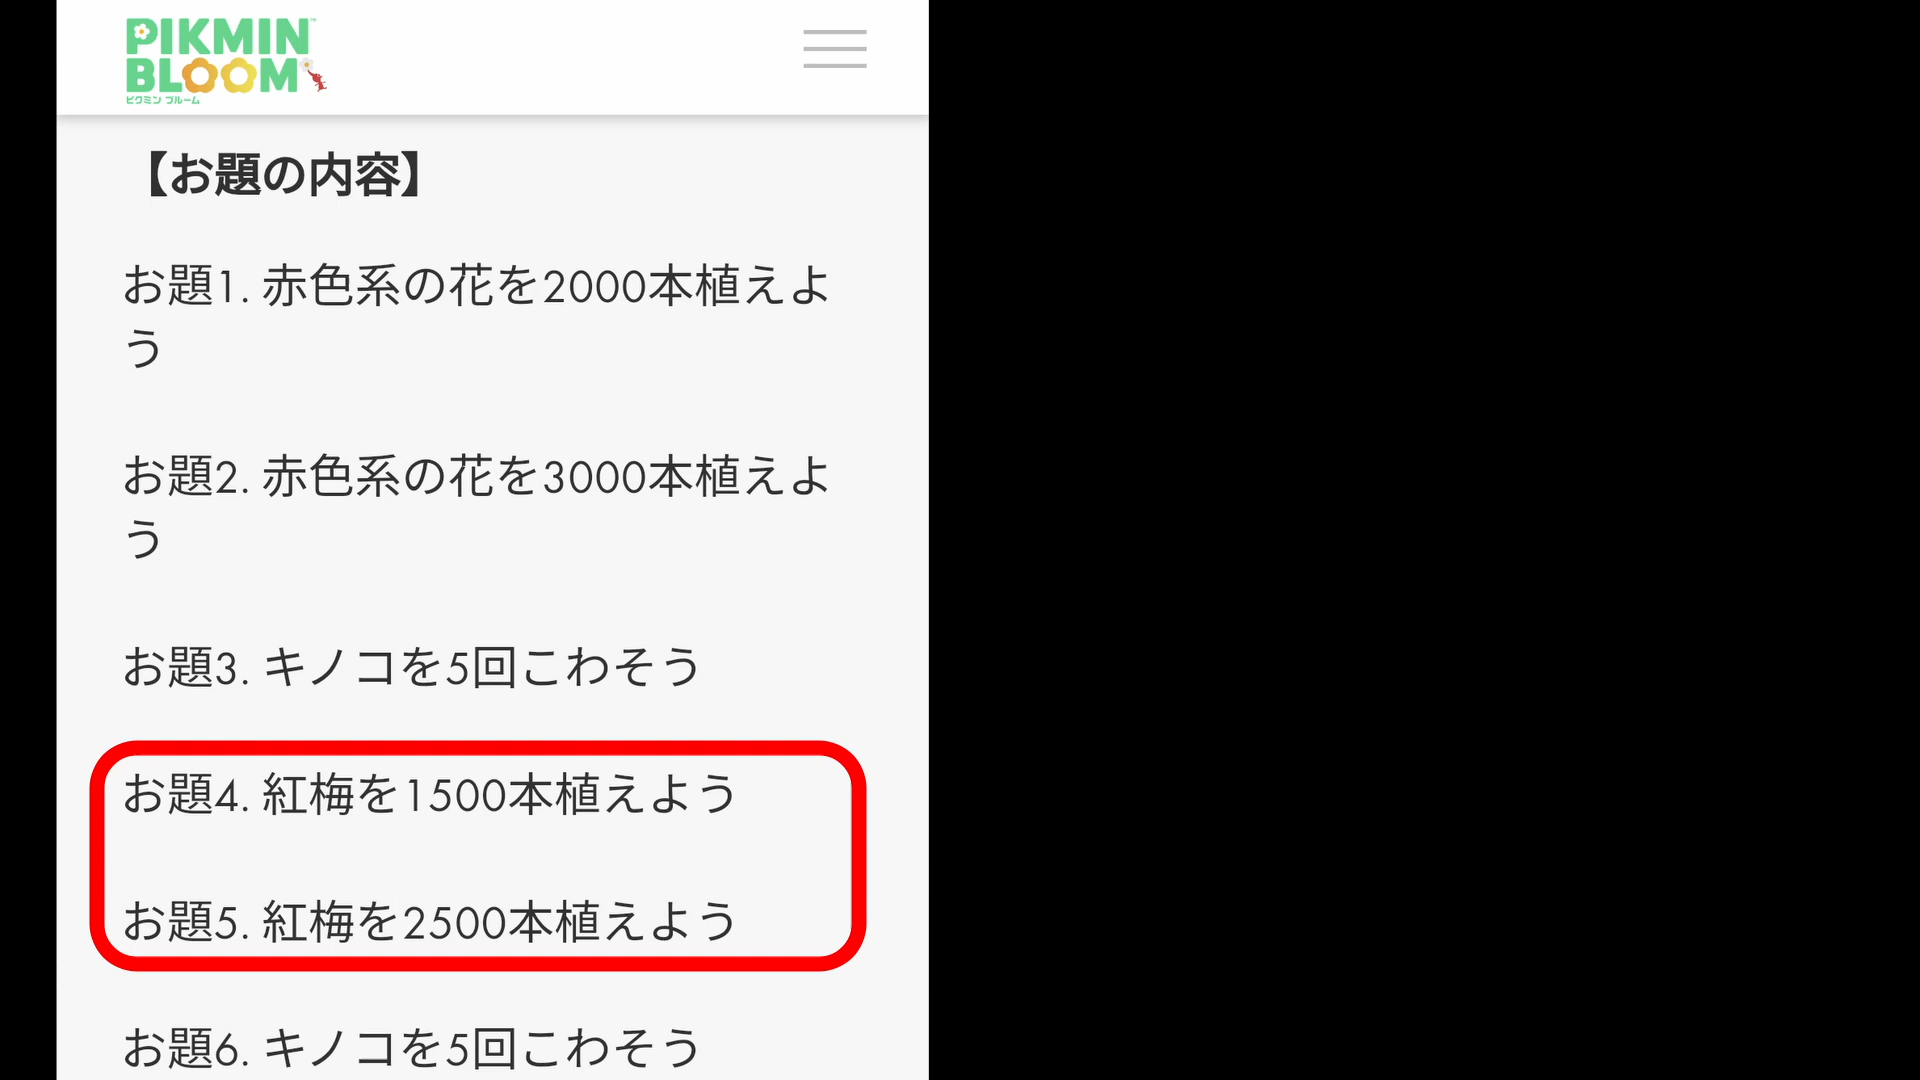 PIKMIN
BLOOM
ピクミン ブルーム
【お題の内容】
お題1. 赤色系の花を2000本植えよ
う
お題2. 赤色系の花を3000本植えよ
う
お題3. キノコを5回こわそう
お題4. 紅梅を1500本植えよう
お題5. 紅梅を2500本植えよう
お題6. キノコを5回こわそう